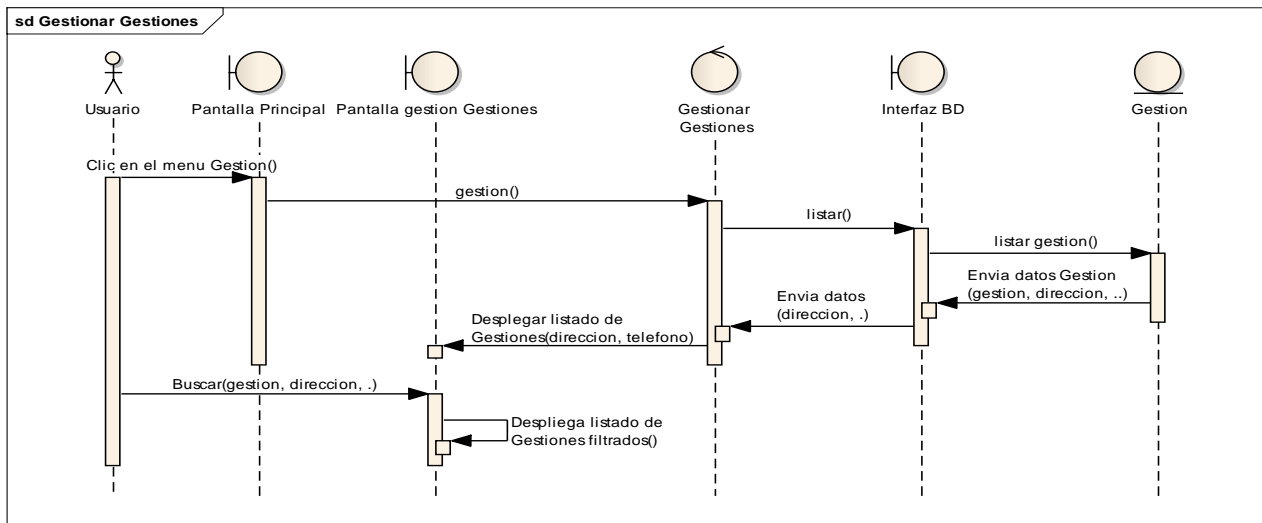 sd Gestionar Gestiones
Usuario
Pantalla Principal
Pantalla gestion Gestiones
Gestionar
Gestiones
Interfaz BD
Gestion
Clic en el menu Gestion()
gestion()
listar()
listar gestion()
Envia datos Gestion
(gestion, direccion, ..)
Envia datos
(direccion, .)
Desplegar listado de
Gestiones(direccion, telefono)
Buscar(gestion, direccion, .)
Despliega listado de
Gestiones filtrados()